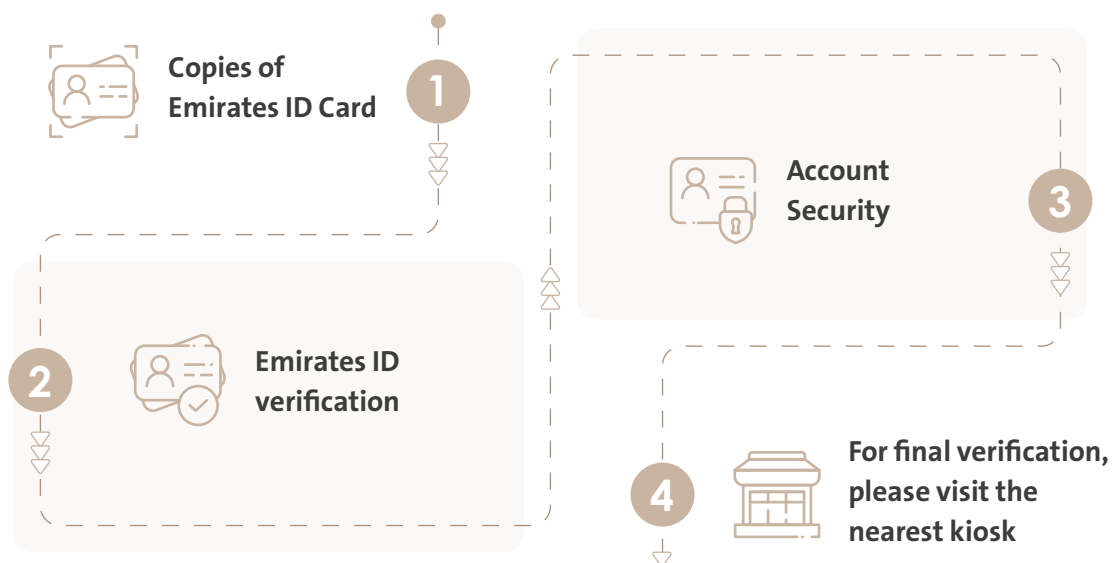 Copies of
Emirates ID Card
1
2
Emirates ID
verification
Account
Security
3
4
For final verification,
please visit the
nearest kiosk